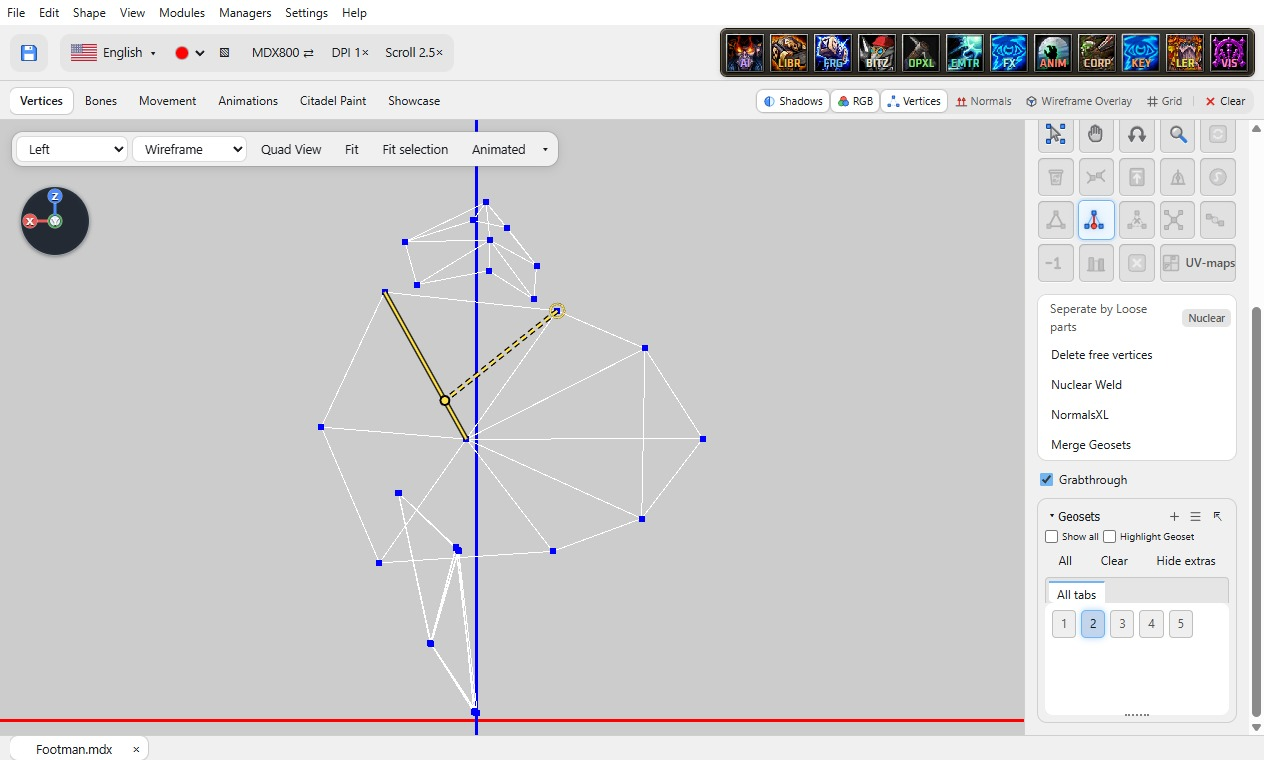 File Edit Shape View Modules Managers Settings Help
English MDX800 ⇄ DPI 1× Scroll 2.5×
AI LIBR FRG BITZ OPXL EMTR FX ANIM CORP KEY LER VIS
Vertices Bones Movement Animations Citadel Paint Showcase
Shadows RGB Vertices Normals Wireframe Overlay Grid Clear
Left Wireframe Quad View Fit Fit selection Animated
Z
X Y
-1 UV-maps
Seperate by Loose
parts Nuclear
Delete free vertices
Nuclear Weld
NormalsXL
Merge Geosets
Grabthrough
Geosets
Show all Highlight Geoset
All Clear Hide extras
All tabs
1 2 3 4 5
Footman.mdx ×